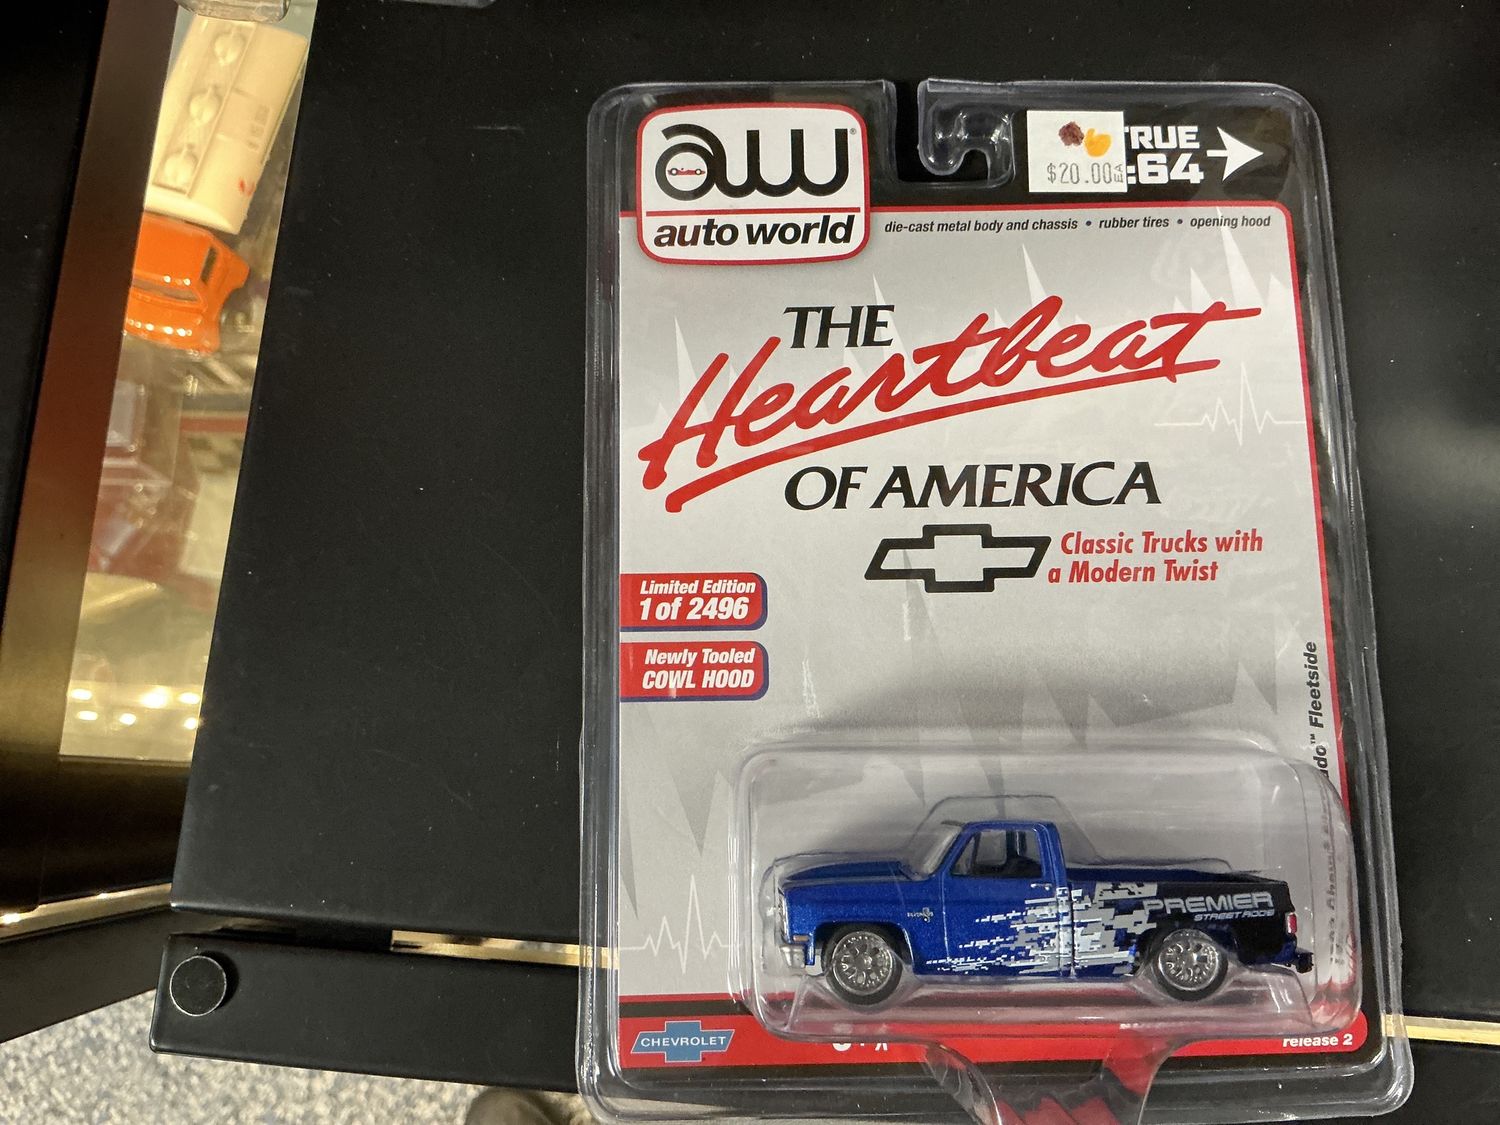 aw®
auto world
TRUE
:64
$20.00 EA
die-cast metal body and chassis • rubber tires • opening hood
THE
Heartbeat
OF AMERICA
Classic Trucks with
a Modern Twist
Limited Edition
1 of 2496
Newly Tooled
COWL HOOD
do™ Fleetside
PREMIER
STREET RODS
CHEVROLET
release 2